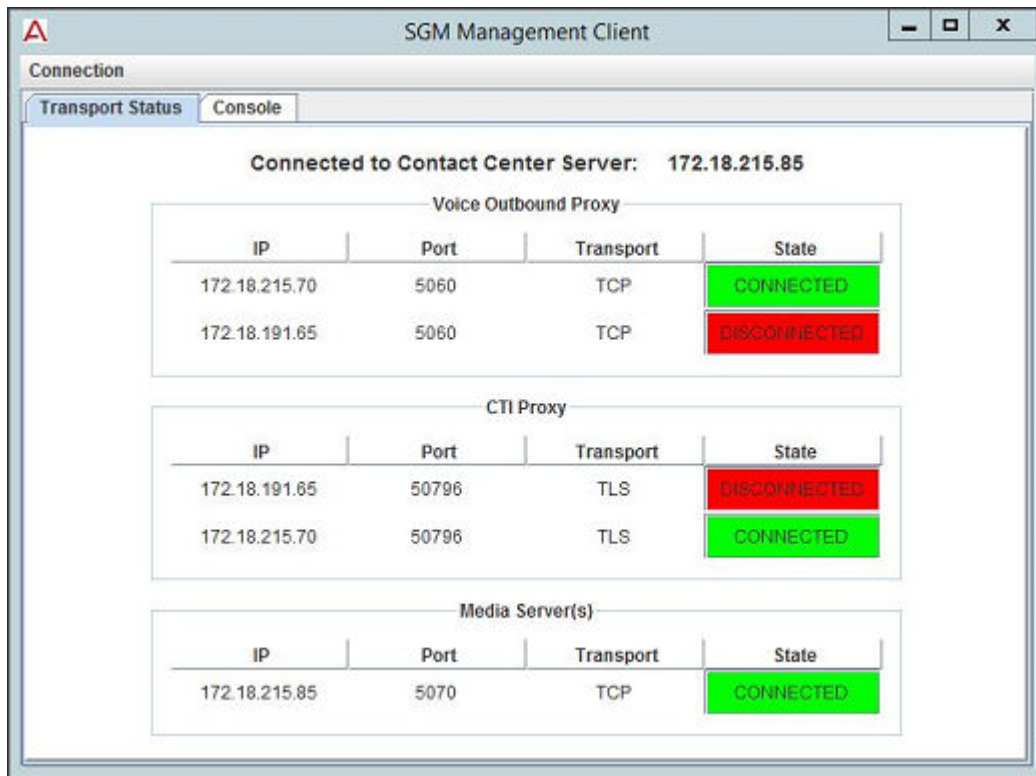 SGM Management Client
Connection
Transport Status Console
Connected to Contact Center Server: 172.18.215.85
Voice Outbound Proxy
IP Port Transport State
172.18.215.70 5060 TCP CONNECTED
172.18.191.65 5060 TCP DISCONNECTED
CTI Proxy
IP Port Transport State
172.18.191.65 50796 TLS DISCONNECTED
172.18.215.70 50796 TLS CONNECTED
Media Server(s)
IP Port Transport State
172.18.215.85 5070 TCP CONNECTED